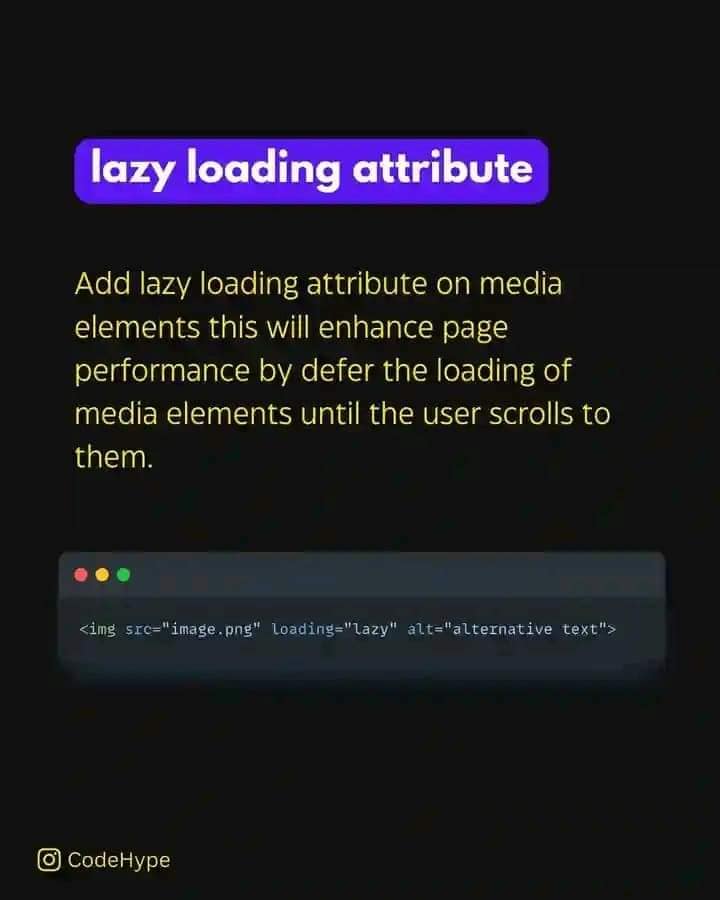 lazy loading attribute
Add lazy loading attribute on media
elements this will enhance page
performance by defer the loading of
media elements until the user scrolls to
them.
<img src="image.png" loading="lazy" alt="alternative text">
CodeHype